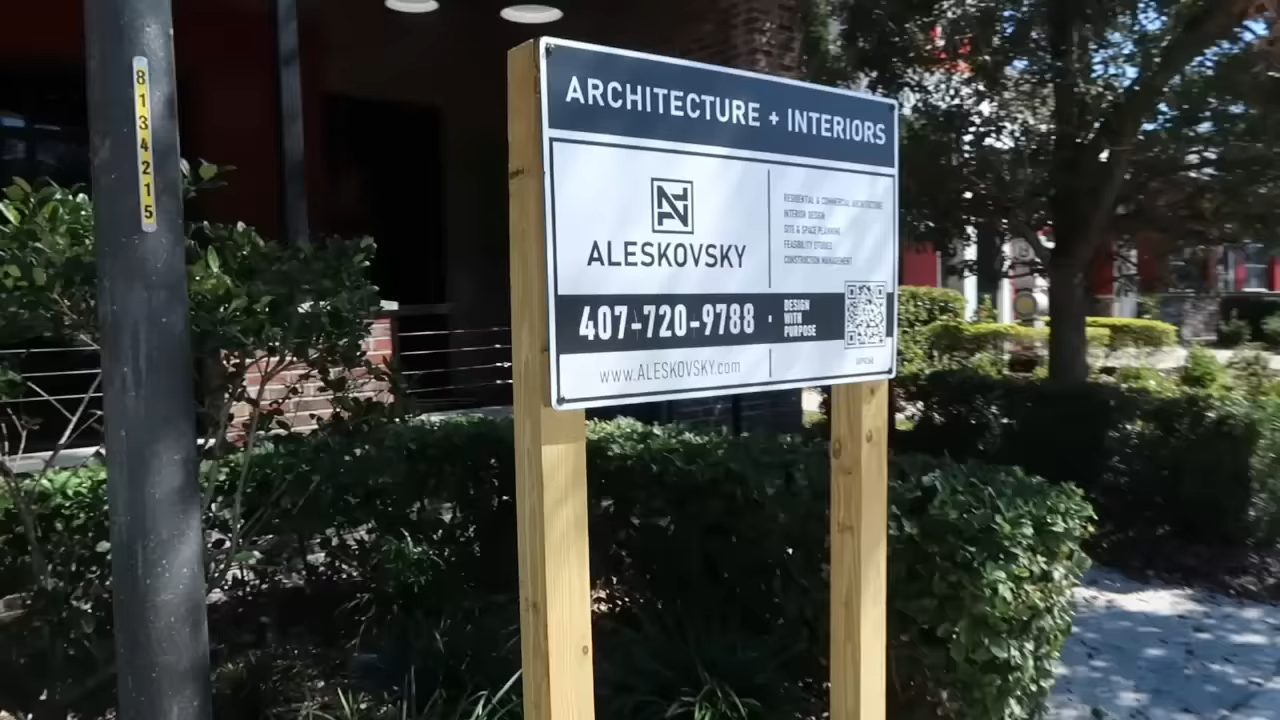 8134215
ARCHITECTURE + INTERIORS
ALESKOVSKY
RESIDENTIAL & COMMERCIAL ARCHITECTURE
INTERIOR DESIGN
SITE & SPACE PLANNING
FEASIBILITY STUDIES
CONSTRUCTION MANAGEMENT
407-720-9788 · DESIGN
WITH
PURPOSE
www.ALESKOVSKY.com